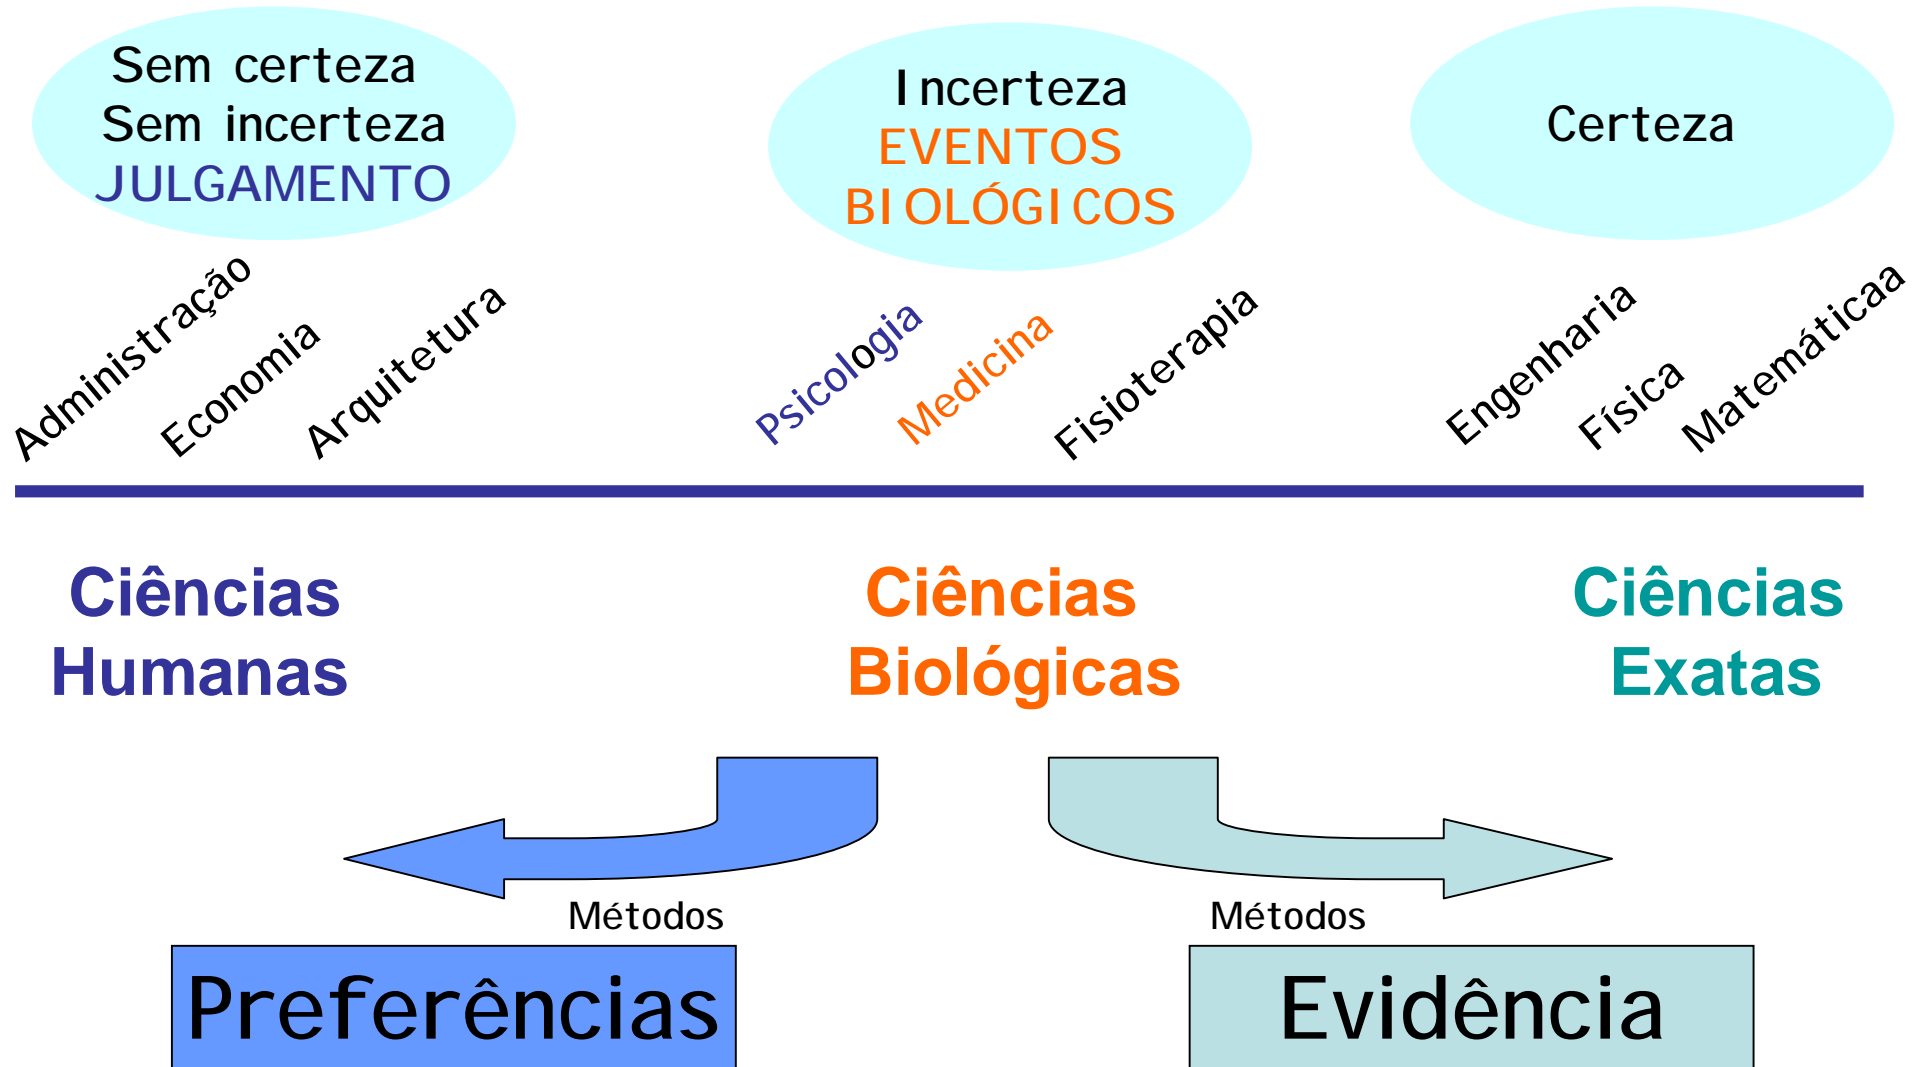 Sem certeza
Sem incerteza
JULGAMENTO
Incerteza
EVENTOS
BIOLÓGICOS
Certeza
Administração
Economia
Arquitetura
Psicologia
Medicina
Fisioterapia
Engenharia
Física
Matemáticaa
Ciências
Humanas
Ciências
Biológicas
Ciências
Exatas
Métodos
Preferências
Métodos
Evidência